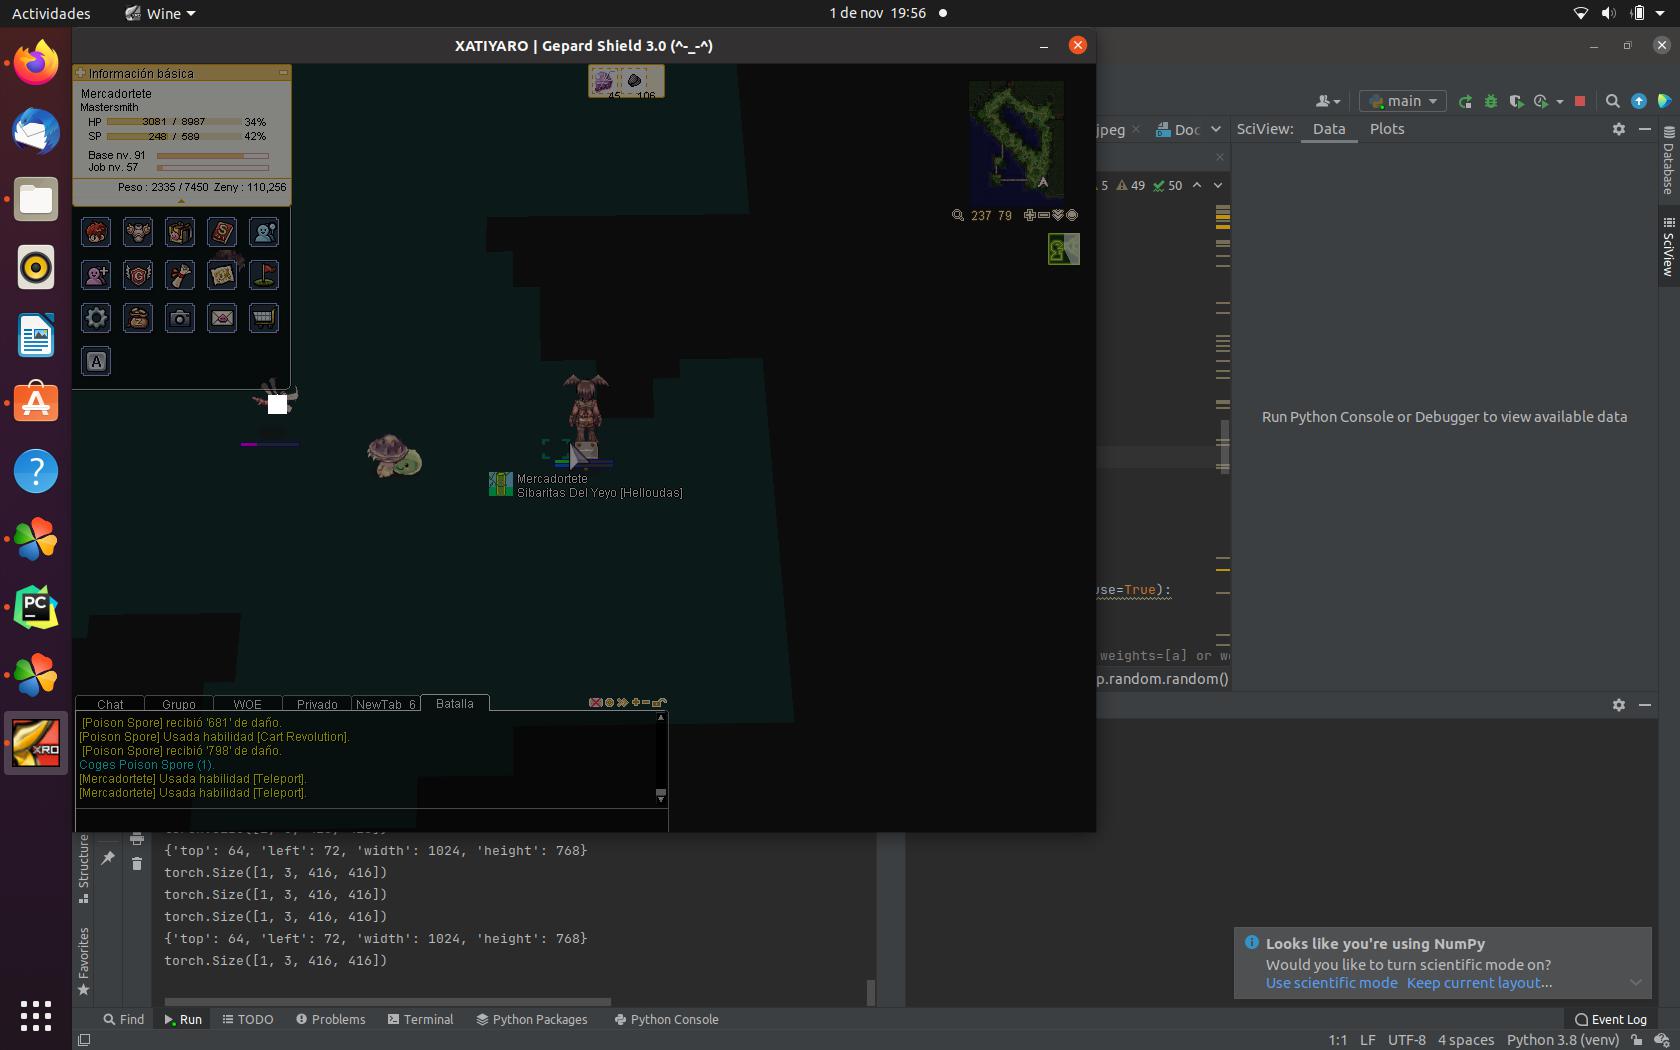 Actividades
Wine
1 de nov 19:56
XATIYARO | Gepard Shield 3.0 (^-_-^)
Información básica
Mercadortete
Mastersmith
HP 3081 / 8987 34%
SP 248 / 589 42%
Base nv. 91
Job nv. 57
Peso : 2335 / 7450 Zeny : 110,256
45 106
237 79
Mercadortete
Sibaritas Del Yeyo [Helloudas]
Chat Grupo WOE Privado NewTab 6 Batalla
[Poison Spore] recibió '681' de daño.
[Poison Spore] Usada habilidad [Cart Revolution].
[Poison Spore] recibió '798' de daño.
Coges Poison Spore (1).
[Mercadortete] Usada habilidad [Teleport].
[Mercadortete] Usada habilidad [Teleport].
main
jpeg Doc
SciView: Data Plots
5 49 50
Database
SciView
Run Python Console or Debugger to view available data
use=True):
weights=[a] or we
p.random.random()
{'top': 64, 'left': 72, 'width': 1024, 'height': 768}
torch.Size([1, 3, 416, 416])
torch.Size([1, 3, 416, 416])
torch.Size([1, 3, 416, 416])
{'top': 64, 'left': 72, 'width': 1024, 'height': 768}
torch.Size([1, 3, 416, 416])
Structure
Favorites
Looks like you're using NumPy
Would you like to turn scientific mode on?
Use scientific mode Keep current layout...
Find Run TODO Problems Terminal Python Packages Python Console Event Log
1:1 LF UTF-8 4 spaces Python 3.8 (venv)
PC
XRO